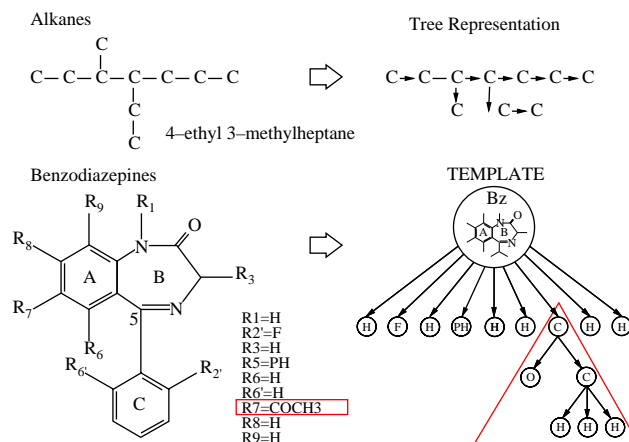 Alkanes
Tree Representation
C
C C C C C C C
C
C
4–ethyl 3–methylheptane
C C C C C C C
C C C
Benzodiazepines
TEMPLATE
R9 R1
R8 N O
A B
R7 R3
R6 5 N
R6' R2'
C
R1=H
R2'=F
R3=H
R5=PH
R6=H
R6'=H
R7=COCH3
R8=H
R9=H
Bz
N O
A B
N
H F H PH H H C H H
O C
H H H